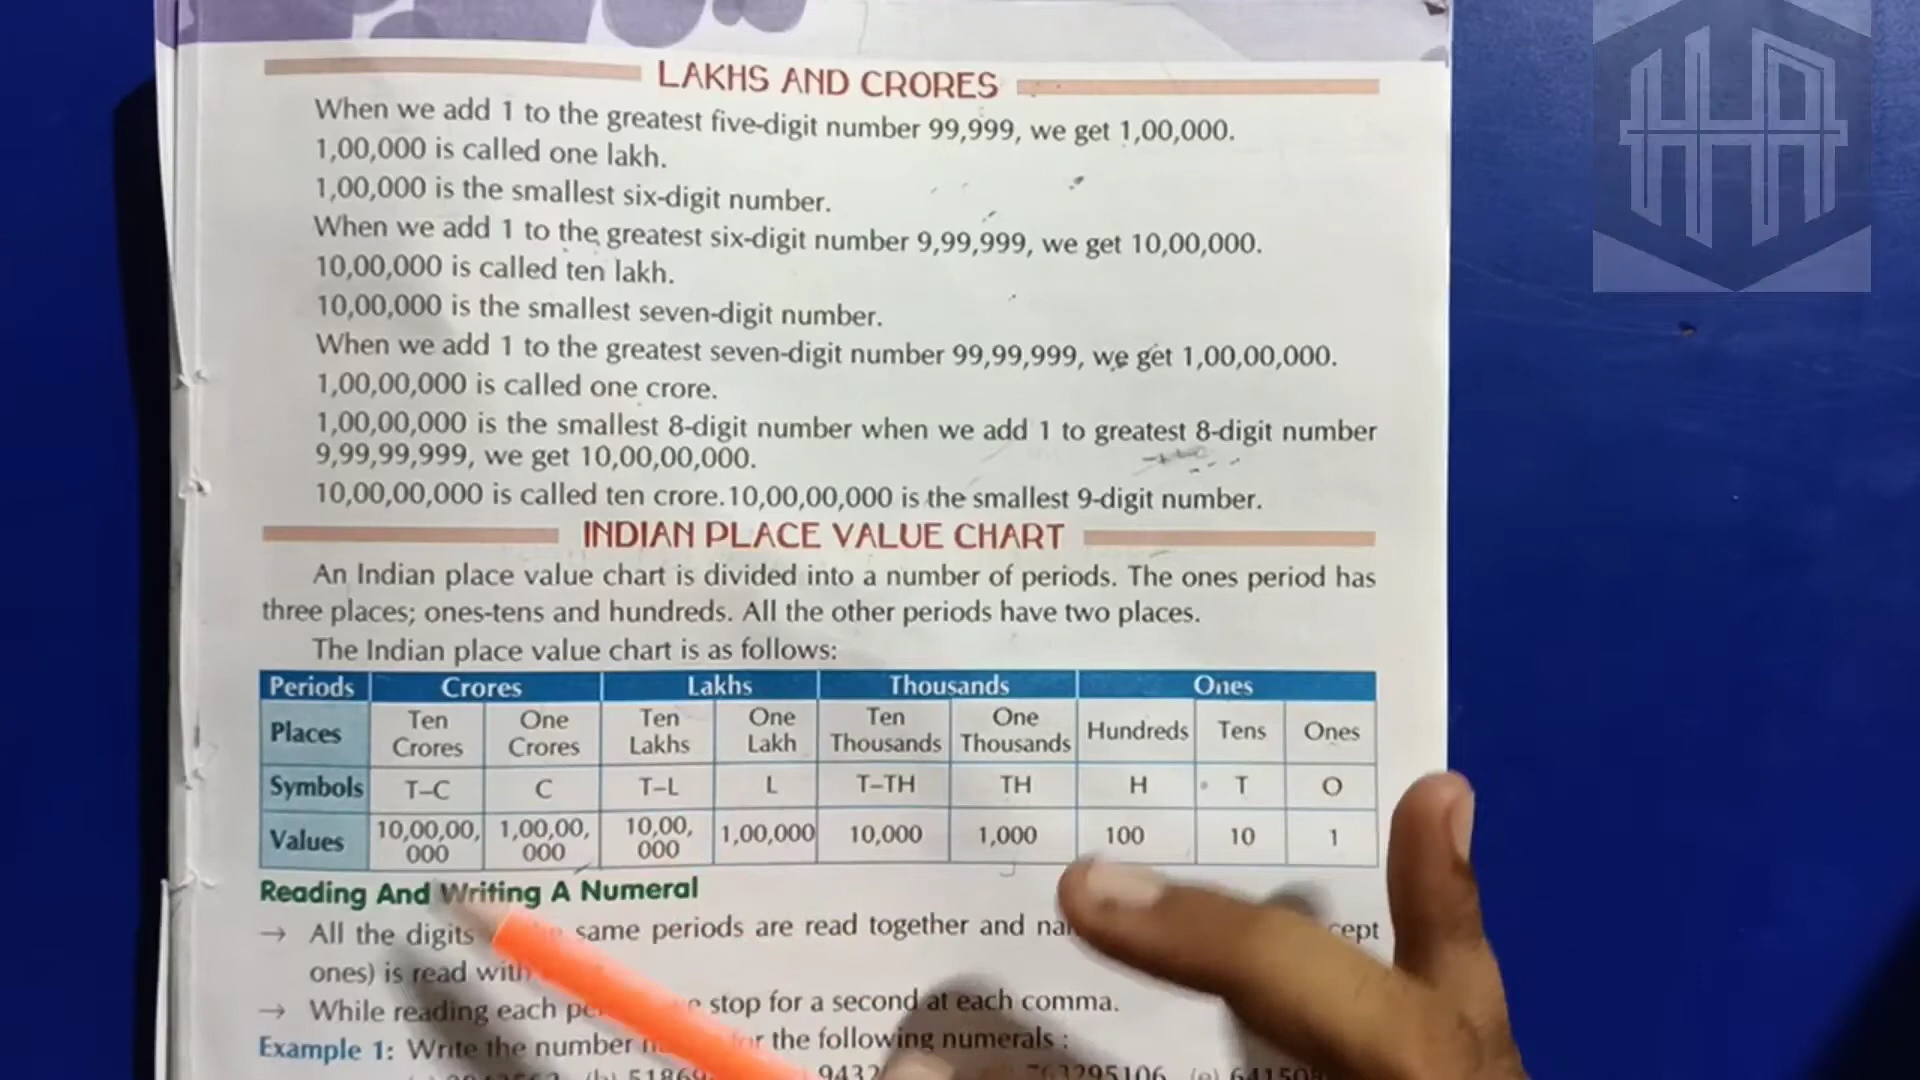 LAKHS AND CRORES
When we add 1 to the greatest five-digit number 99,999, we get 1,00,000.
1,00,000 is called one lakh.
1,00,000 is the smallest six-digit number.
When we add 1 to the greatest six-digit number 9,99,999, we get 10,00,000.
10,00,000 is called ten lakh.
10,00,000 is the smallest seven-digit number.
When we add 1 to the greatest seven-digit number 99,99,999, we get 1,00,00,000.
1,00,00,000 is called one crore.
1,00,00,000 is the smallest 8-digit number when we add 1 to greatest 8-digit number
9,99,99,999, we get 10,00,00,000.
10,00,00,000 is called ten crore.10,00,00,000 is the smallest 9-digit number.
INDIAN PLACE VALUE CHART
An Indian place value chart is divided into a number of periods. The ones period has
three places; ones-tens and hundreds. All the other periods have two places.
The Indian place value chart is as follows:
Periods Crores Lakhs Thousands Ones
Places Ten Crores One Crores Ten Lakhs One Lakh Ten Thousands One Thousands Hundreds Tens Ones
Symbols T–C C T–L L T–TH TH H T O
Values 10,00,00,000 1,00,00,000 10,00,000 1,00,000 10,000 1,000 100 10 1
Reading And Writing A Numeral
→ All the digits same periods are read together and
ones) is read with
→ While reading each stop for a second at each comma.
Example 1: Write the number for the following numerals :
763295106 (e)